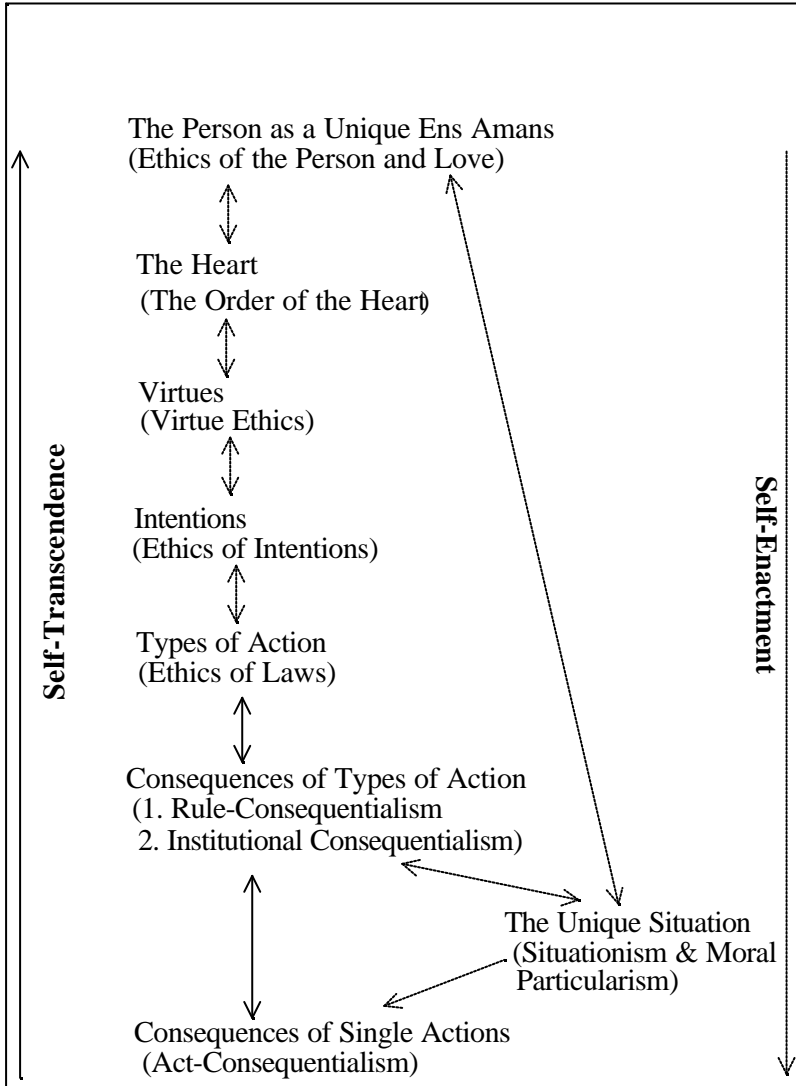 The Person as a Unique Ens Amans
(Ethics of the Person and Love)
The Heart
(The Order of the Heart)
Virtues
(Virtue Ethics)
Intentions
(Ethics of Intentions)
Self-Transcendence
Self-Enactment
Types of Action
(Ethics of Laws)
Consequences of Types of Action
(1. Rule-Consequentialism
2. Institutional Consequentialism)
The Unique Situation
(Situationism & Moral
Particularism)
Consequences of Single Actions
(Act-Consequentialism)